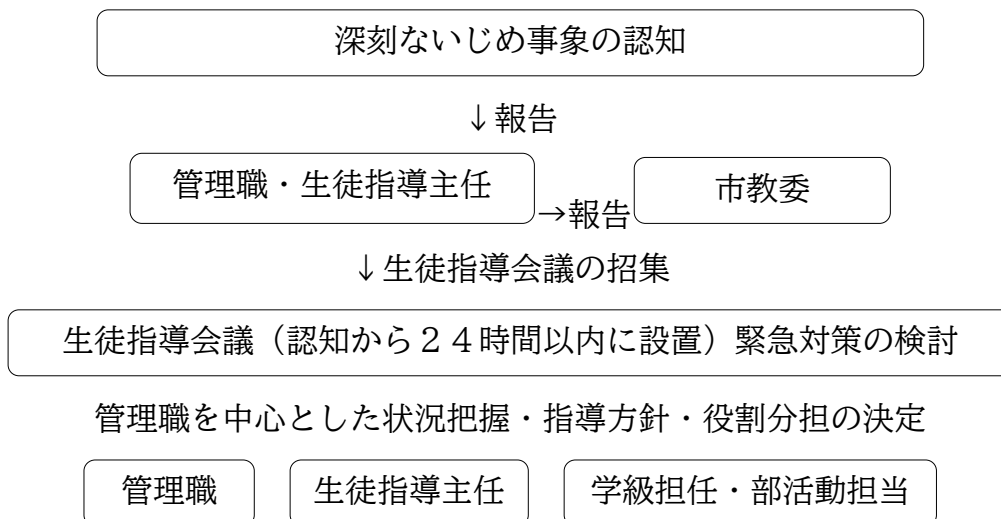 深刻ないじめ事象の認知
↓報告
管理職・生徒指導主任 →報告 市教委
↓生徒指導会議の招集
生徒指導会議（認知から２４時間以内に設置）緊急対策の検討
管理職を中心とした状況把握・指導方針・役割分担の決定
管理職 生徒指導主任 学級担任・部活動担当